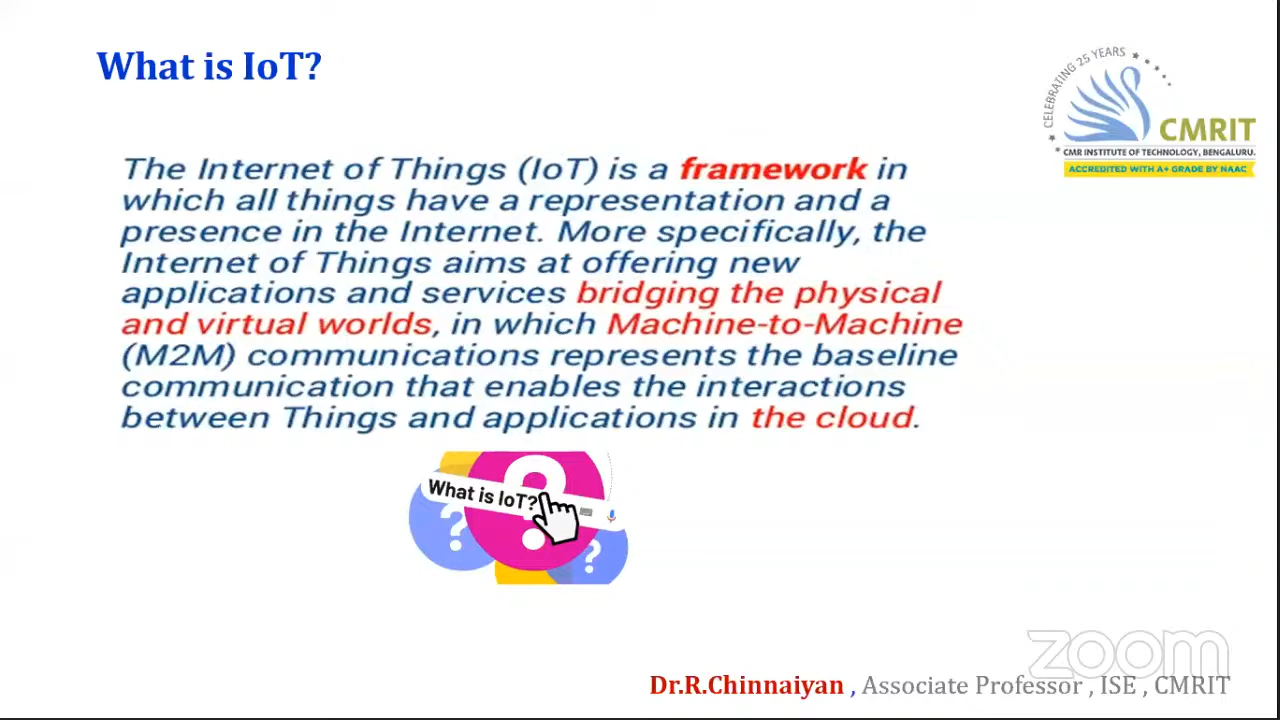 What is IoT?
CELEBRATING 25 YEARS
CMRIT
CMR INSTITUTE OF TECHNOLOGY, BENGALURU.
ACCREDITED WITH A+ GRADE BY NAAC
The Internet of Things (IoT) is a framework in
which all things have a representation and a
presence in the Internet. More specifically, the
Internet of Things aims at offering new
applications and services bridging the physical
and virtual worlds, in which Machine-to-Machine
(M2M) communications represents the baseline
communication that enables the interactions
between Things and applications in the cloud.
?
What is IoT?
?
?
zoom
Dr.R.Chinnaiyan , Associate Professor , ISE , CMRIT